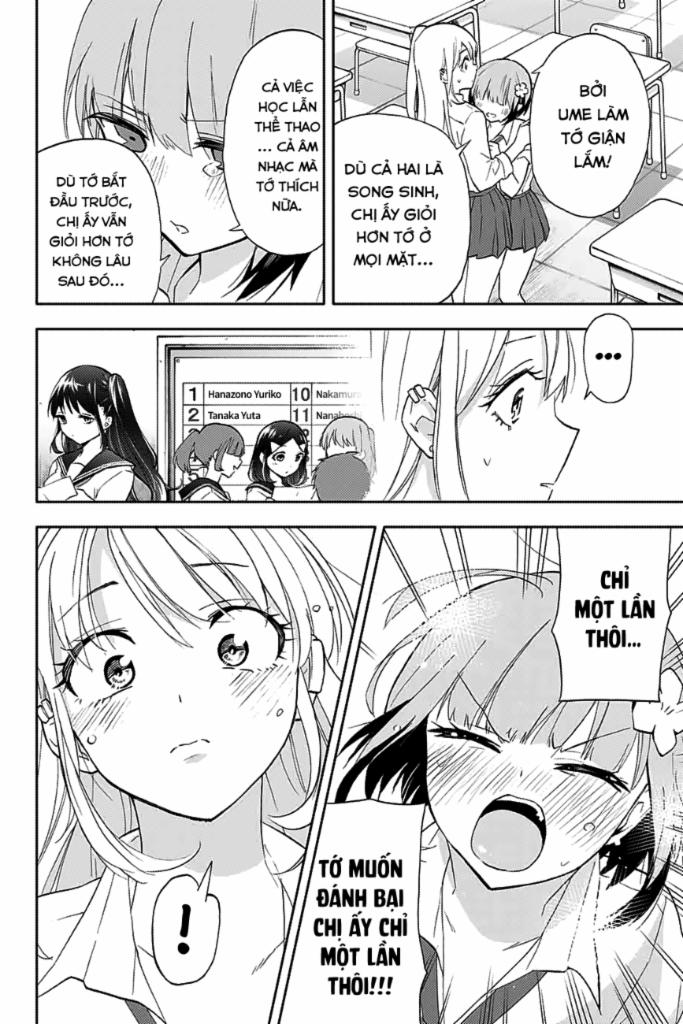 BỞI
UME LÀM
TỚ GIẬN
LẮM!
DÙ CẢ HAI LÀ
SONG SINH,
CHỊ ẤY GIỎI
HƠN TỚ Ở
MỌI MẶT...
CẢ VIỆC
HỌC LẪN
THỂ THAO
... CẢ ÂM
NHẠC MÀ
TỚ THÍCH
NỮA.
DÙ TỚ BẮT
ĐẦU TRƯỚC,
CHỊ ẤY VẪN
GIỎI HƠN TỚ
KHÔNG LÂU
SAU ĐÓ...
...
1 Hanazono Yuriko 10 Nakamura
2 Tanaka Yuta 11 Nanahoshi
CHỈ
MỘT LẦN
THÔI...
TỚ MUỐN
ĐÁNH BẠI
CHỊ ẤY CHỈ
MỘT LẦN
THÔI!!!
!